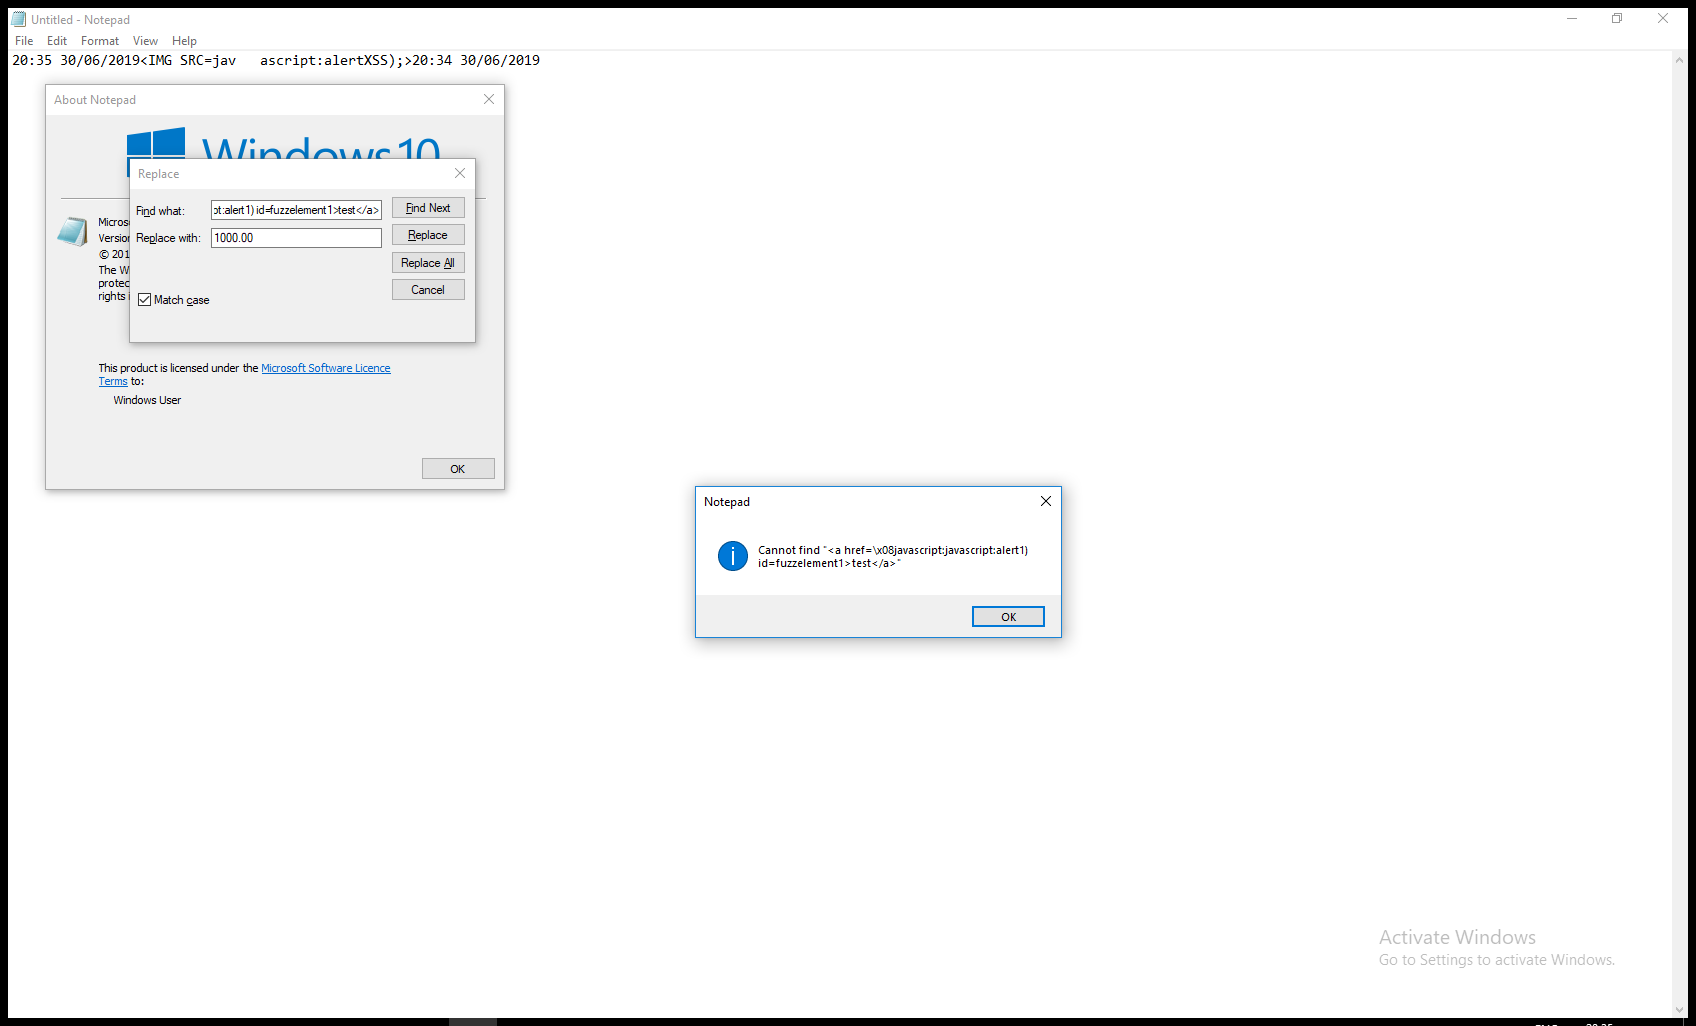 Untitled - Notepad
File Edit Format View Help
20:35 30/06/2019<IMG SRC=jav   ascript:alertXSS);>20:34 30/06/2019
About Notepad
Windows 10
Replace
Find what: pt:alert1) id=fuzzelement1>test</a> Find Next
Replace with: 1000.00 Replace
Replace All
Cancel
Match case
Micros
Version
© 201
The W
protec
rights i
This product is licensed under the Microsoft Software Licence
Terms to:
Windows User
OK
Notepad
Cannot find "<a href=\x08javascript:javascript:alert1)
id=fuzzelement1>test</a>"
OK
Activate Windows
Go to Settings to activate Windows.